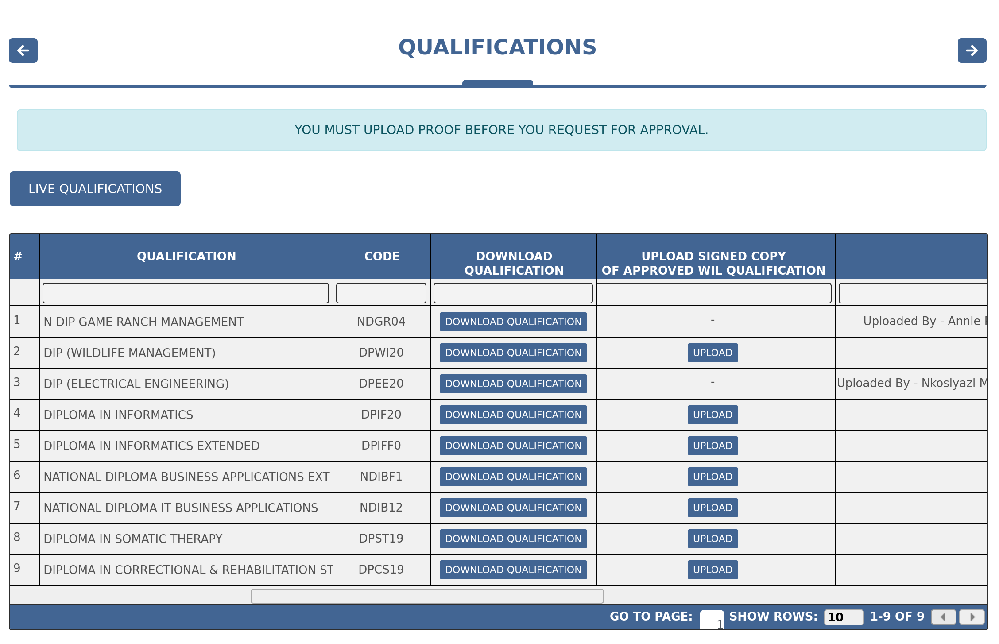 QUALIFICATIONS
YOU MUST UPLOAD PROOF BEFORE YOU REQUEST FOR APPROVAL.
LIVE QUALIFICATIONS
# QUALIFICATION CODE DOWNLOAD QUALIFICATION UPLOAD SIGNED COPY OF APPROVED WIL QUALIFICATION
1 N DIP GAME RANCH MANAGEMENT NDGR04 DOWNLOAD QUALIFICATION - Uploaded By - Annie
2 DIP (WILDLIFE MANAGEMENT) DPWI20 DOWNLOAD QUALIFICATION UPLOAD
3 DIP (ELECTRICAL ENGINEERING) DPEE20 DOWNLOAD QUALIFICATION - Uploaded By - Nkosiyazi M
4 DIPLOMA IN INFORMATICS DPIF20 DOWNLOAD QUALIFICATION UPLOAD
5 DIPLOMA IN INFORMATICS EXTENDED DPIFF0 DOWNLOAD QUALIFICATION UPLOAD
6 NATIONAL DIPLOMA BUSINESS APPLICATIONS EXT NDIBF1 DOWNLOAD QUALIFICATION UPLOAD
7 NATIONAL DIPLOMA IT BUSINESS APPLICATIONS NDIB12 DOWNLOAD QUALIFICATION UPLOAD
8 DIPLOMA IN SOMATIC THERAPY DPST19 DOWNLOAD QUALIFICATION UPLOAD
9 DIPLOMA IN CORRECTIONAL & REHABILITATION ST DPCS19 DOWNLOAD QUALIFICATION UPLOAD
GO TO PAGE: 1 SHOW ROWS: 10 1-9 OF 9